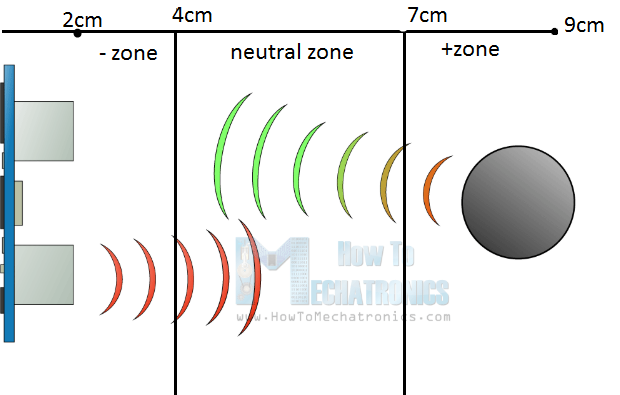 2cm
4cm
7cm
9cm
- zone
neutral zone
+zone
How To
Mechatronics
www.HowToMechatronics.com